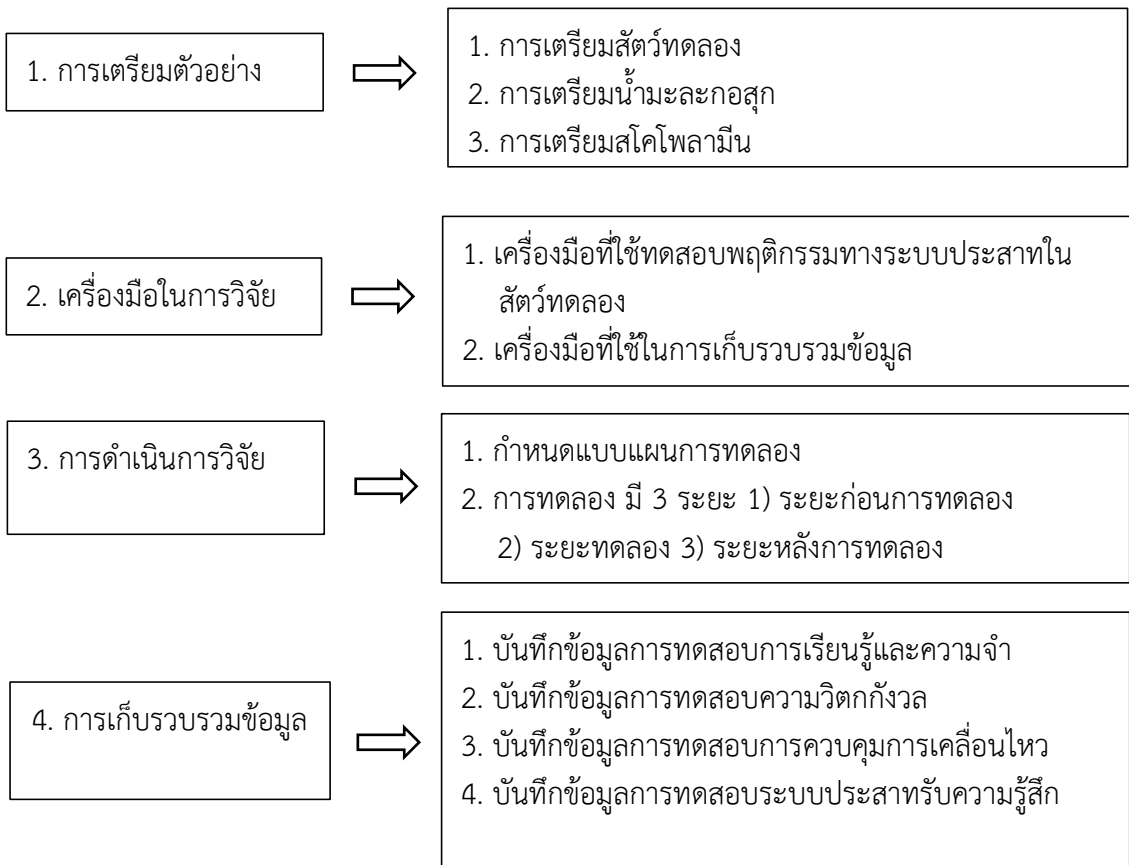 1. การเตรียมตัวอย่าง
1. การเตรียมสัตว์ทดลอง
2. การเตรียมน้ำมะละกอสุก
3. การเตรียมสโคโพลามีน
2. เครื่องมือในการวิจัย
1. เครื่องมือที่ใช้ทดสอบพฤติกรรมทางระบบประสาทใน
สัตว์ทดลอง
2. เครื่องมือที่ใช้ในการเก็บรวบรวมข้อมูล
3. การดำเนินการวิจัย
1. กำหนดแบบแผนการทดลอง
2. การทดลอง มี 3 ระยะ 1) ระยะก่อนการทดลอง
2) ระยะทดลอง 3) ระยะหลังการทดลอง
4. การเก็บรวบรวมข้อมูล
1. บันทึกข้อมูลการทดสอบการเรียนรู้และความจำ
2. บันทึกข้อมูลการทดสอบความวิตกกังวล
3. บันทึกข้อมูลการทดสอบการควบคุมการเคลื่อนไหว
4. บันทึกข้อมูลการทดสอบระบบประสาทรับความรู้สึก